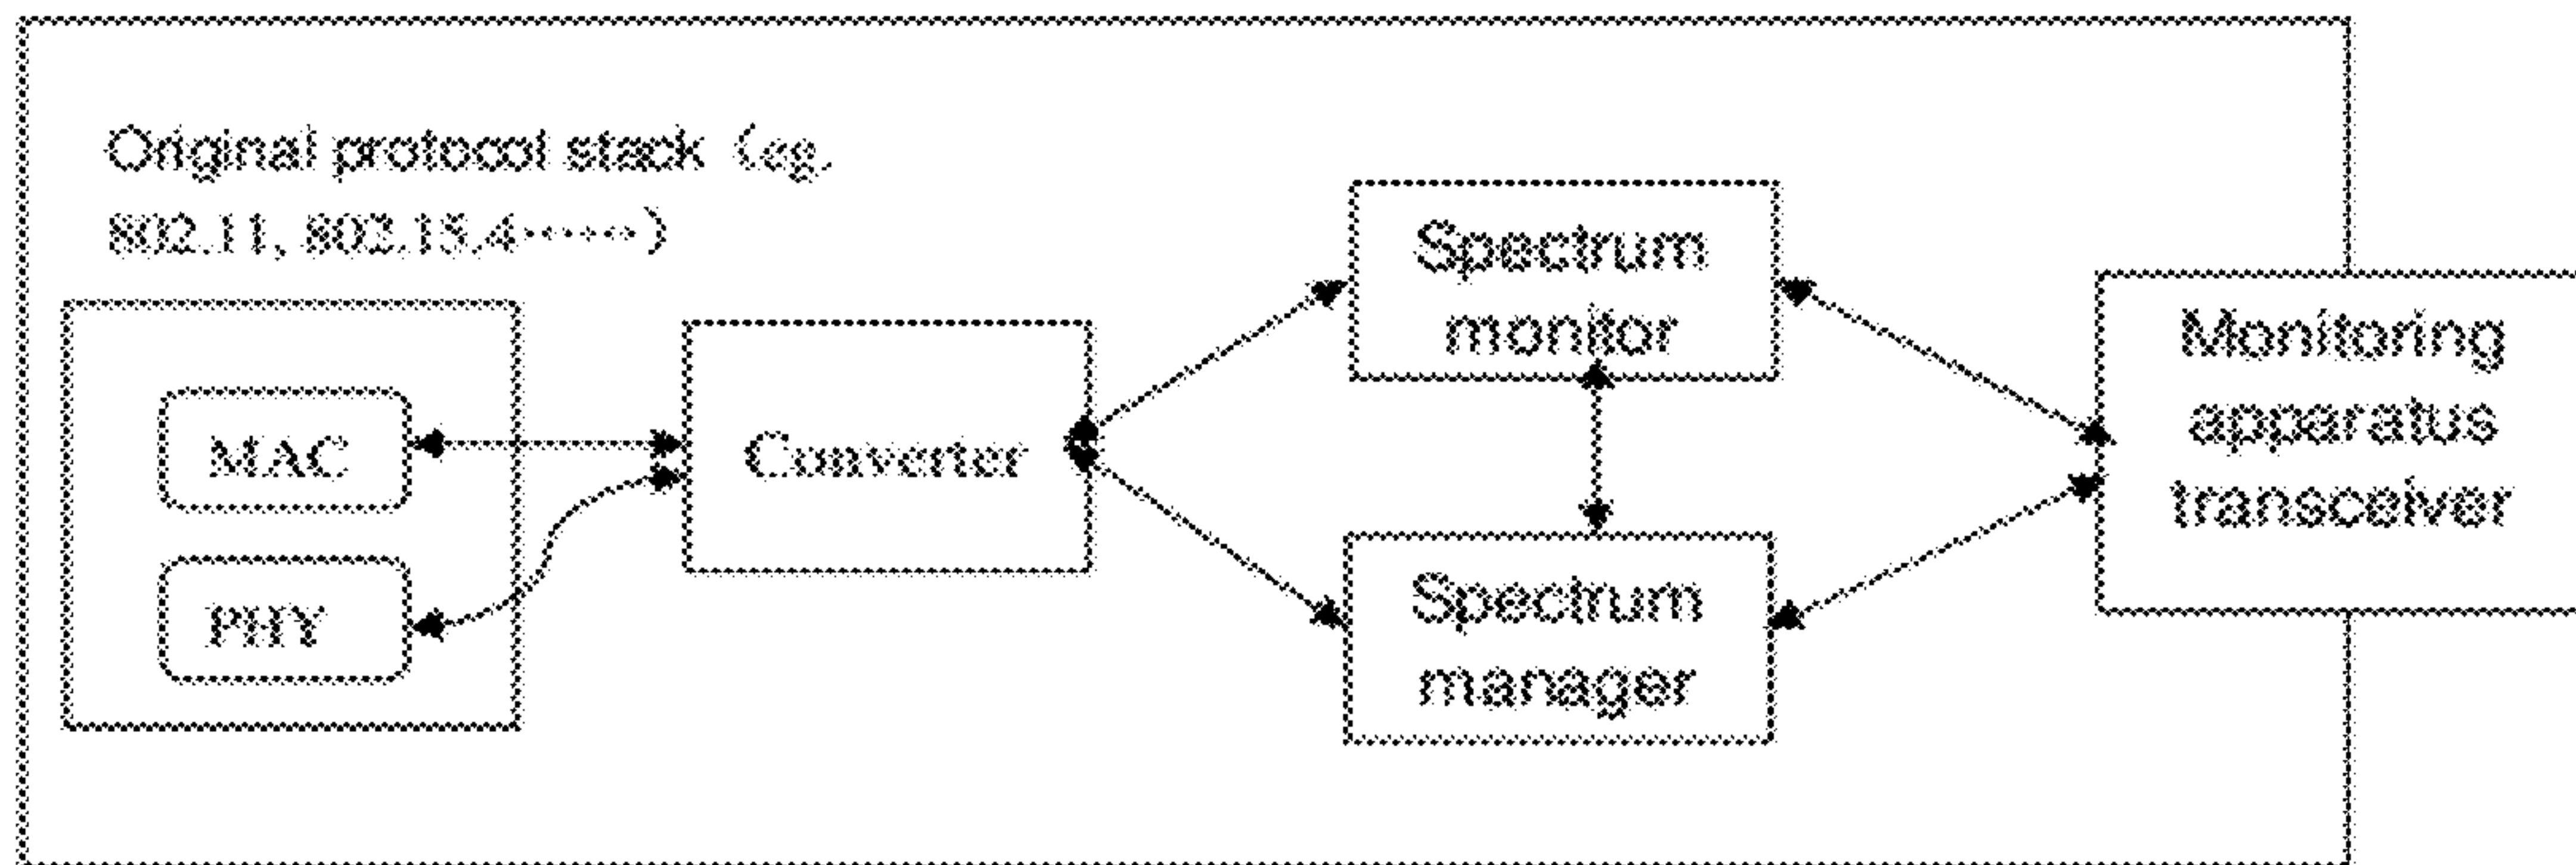 Original protocol stack（eg.
802.11, 802.15.4······）
MAC
PHY
Converter
Spectrum
monitor
Spectrum
manager
Monitoring
apparatus
transceiver